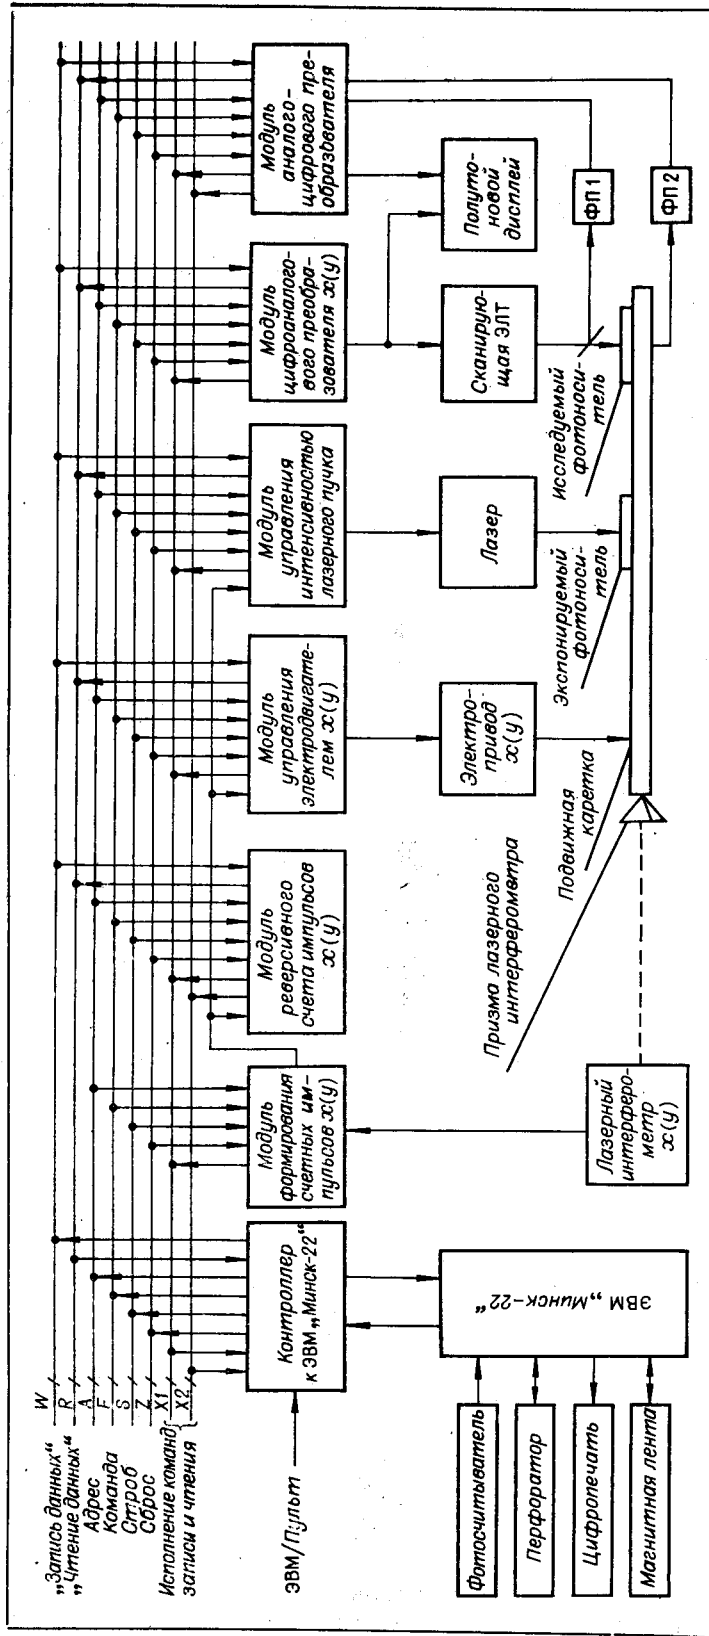 „Запись данных“ W
„Чтение данных“ R
Адрес A
Команда F
Строб S
Сброс Z
Исполнение команд X1
записи и чтения X2
ЭВМ/Пульт
Контроллер
к ЭВМ „Минск-22“
Модуль
формирования
счетных им-
пульсов x(y)
Модуль
реверсивного
счета импульсов
x(y)
Модуль
управления
электродвигате-
лем x(y)
Модуль
управления
интенсивностью
лазерного пучка
Модуль
цифроаналого-
вого преобра-
зователя x(y)
Модуль
аналого-
цифрового пре-
образователя
ЭВМ „Минск-22“
Фотосчитыватель
Перфоратор
Цифропечать
Магнитная лента
Лазерный
интерферо-
метр
x(y)
Призма лазерного
интерферометра
Подвижная
каретка
Электро-
привод
x(y)
Лазер
Экспонируемый
фотоноси-
тель
Сканирую-
щая ЭЛТ
Полуто-
новой
дисплей
Исследуемый
фотоноси-
тель
ФП1
ФП2